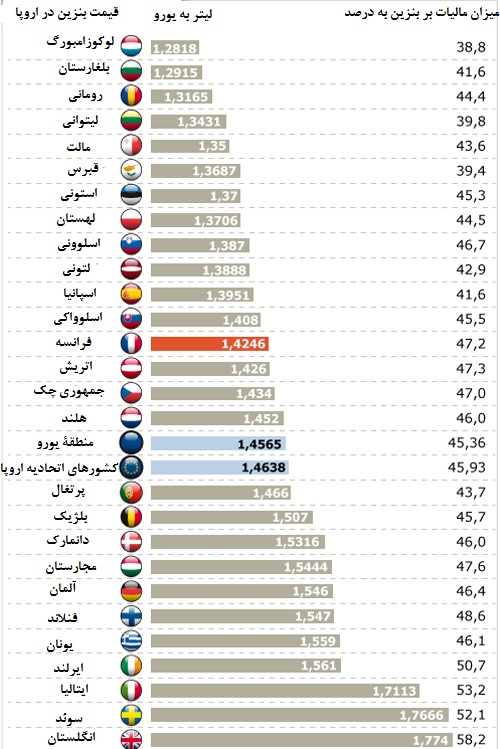 قیمت بنزین در اروپا لیتر به یورو میزان مالیات بر بنزین به درصد
لوکوزامبورگ 1,2818 38,8
بلغارستان 1,2915 41,6
رومانی 1,3165 44,4
لیتوانی 1,3431 39,8
مالت 1,35 43,6
قبرس 1,3687 39,4
استونی 1,37 45,3
لهستان 1,3706 44,5
اسلوونی 1,387 46,7
لتونی 1,3888 42,9
اسپانیا 1,3951 41,6
اسلوواکی 1,408 45,5
فرانسه 1,4246 47,2
اتریش 1,426 47,3
جمهوری چک 1,434 47,0
هلند 1,452 46,0
منطقۀ یورو 1,4565 45,36
کشورهای اتحادیه اروپا 1,4638 45,93
پرتغال 1,466 43,7
بلژیک 1,507 45,7
دانمارک 1,5316 46,0
مجارستان 1,5444 47,6
آلمان 1,546 46,4
فنلاند 1,547 48,6
یونان 1,559 46,1
ایرلند 1,561 50,7
ایتالیا 1,7113 53,2
سوئد 1,7666 52,1
انگلستان 1,774 58,2